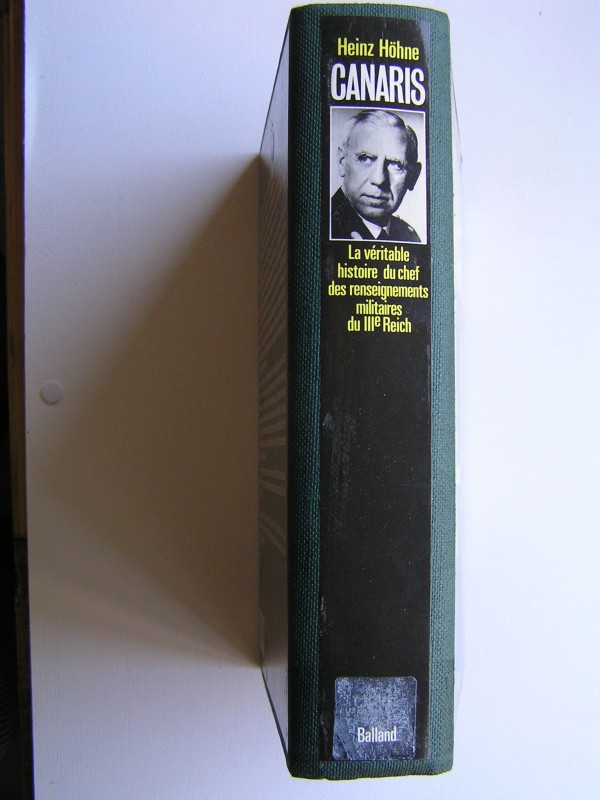 Heinz Höhne
CANARIS
La véritable
histoire du chef
des renseignements
militaires
du IIIe Reich
Balland